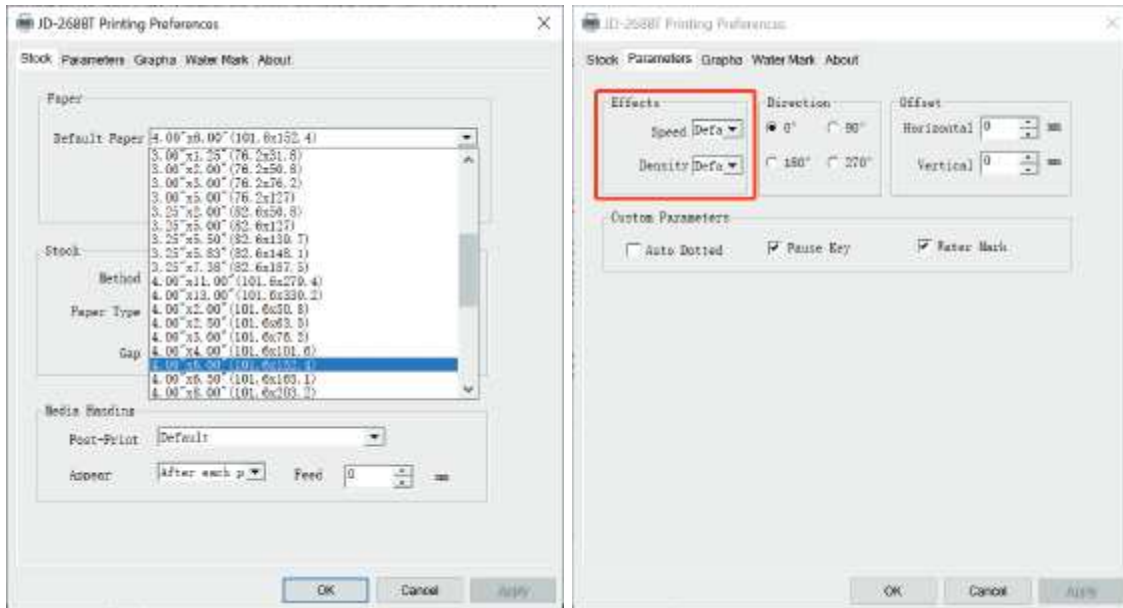 JD-268BT Printing Preferences
Stock Parameters Grapha Water Mark About
Paper
Default Paper 4.00"x6.00"(101.6x152.4)
3.00"x1.25"(76.2x31.8)
3.00"x2.00"(76.2x50.8)
3.00"x3.00"(76.2x76.2)
3.00"x5.00"(76.2x127)
3.25"x2.00"(82.6x50.8)
3.25"x5.00"(82.6x127)
3.25"x5.50"(82.6x139.7)
3.25"x5.83"(82.6x148.1)
3.25"x7.38"(82.6x187.5)
4.00"x11.00"(101.6x279.4)
4.00"x13.00"(101.6x330.2)
4.00"x2.00"(101.6x50.8)
4.00"x2.50"(101.6x63.5)
4.00"x3.00"(101.6x76.2)
4.00"x4.00"(101.6x101.6)
4.00"x6.00"(101.6x152.4)
4.00"x6.50"(101.6x165.1)
4.00"x8.00"(101.6x203.2)
Stock
Method
Paper Type
Gap
Media Handing
Post-Print Default
Appear After each p Feed 0 mm
OK Cancel Apply
JD-268BT Printing Preferences
Stock Parameters Grapha Water Mark About
Effects
Speed Defa
Density Defa
Direction
0° 90°
180° 270°
Offset
Horizontal 0 mm
Vertical 0 mm
Custom Parameters
Auto Dotted Pause Key Water Mark
OK Cancel Apply